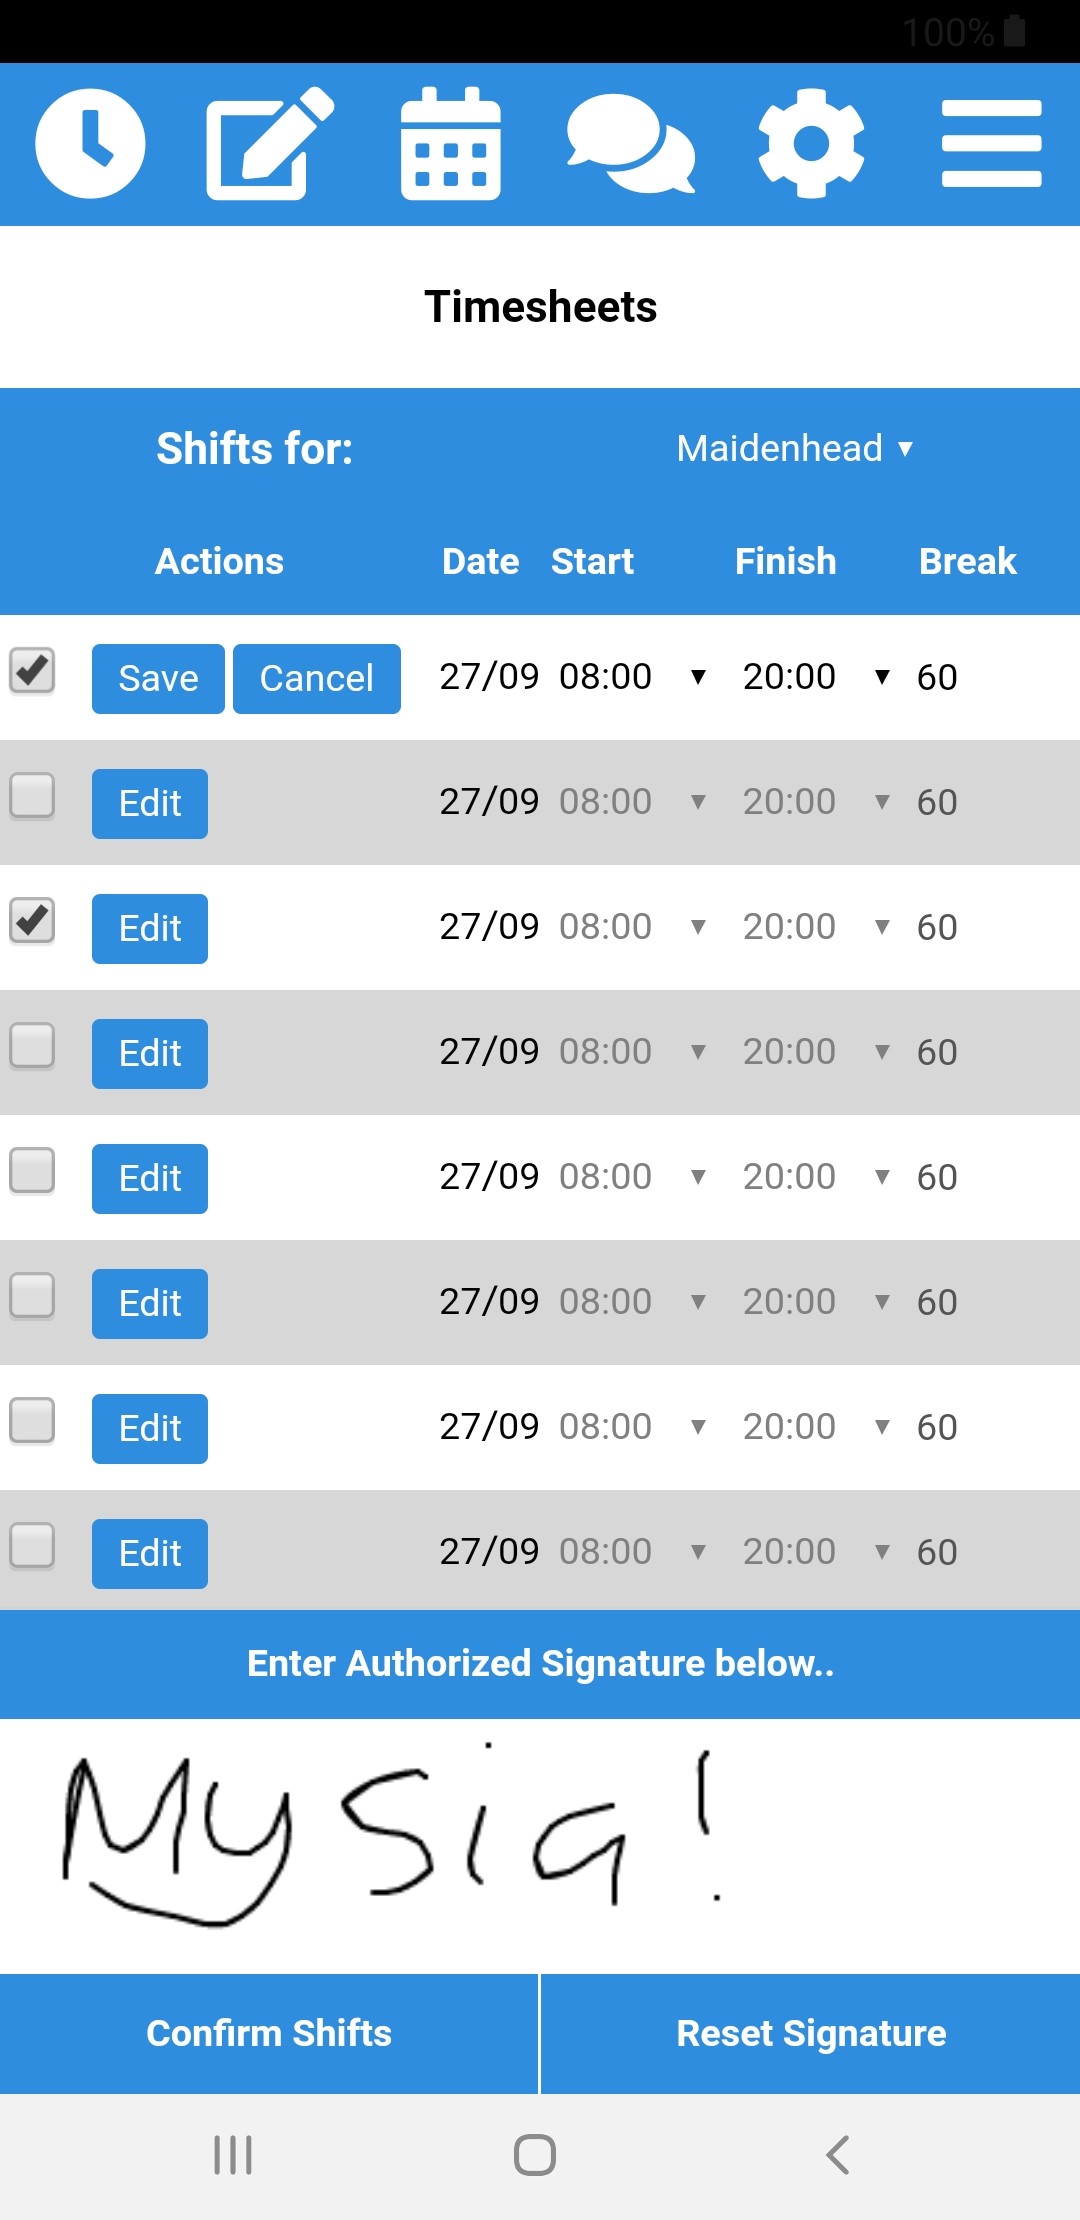 100%
Timesheets
Shifts for: Maidenhead ▼
Actions Date Start Finish Break
Save Cancel 27/09 08:00 ▼ 20:00 ▼ 60
Edit 27/09 08:00 ▼ 20:00 ▼ 60
Edit 27/09 08:00 ▼ 20:00 ▼ 60
Edit 27/09 08:00 ▼ 20:00 ▼ 60
Edit 27/09 08:00 ▼ 20:00 ▼ 60
Edit 27/09 08:00 ▼ 20:00 ▼ 60
Edit 27/09 08:00 ▼ 20:00 ▼ 60
Edit 27/09 08:00 ▼ 20:00 ▼ 60
Enter Authorized Signature below..
My Sig!
Confirm Shifts Reset Signature